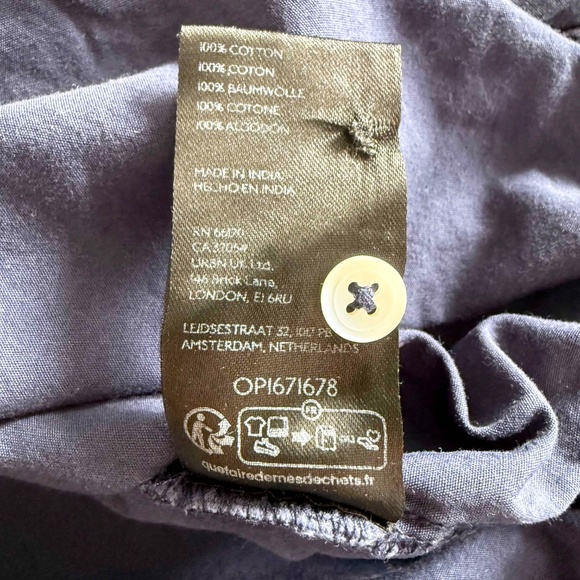 100% COTTON
100% COTON
100% BAUMWOLLE
100% COTONE
100% ALGODON
MADE IN INDIA
HECHO EN INDIA
RN 66170
CA 37054
URBN UK Ltd.
146 Brick Lane,
LONDON, E1 6RU
LEIDSESTRAAT 32, 1017 PB
AMSTERDAM, NETHERLANDS
OP1671678
FR
OU
quefairedemesdechets.fr